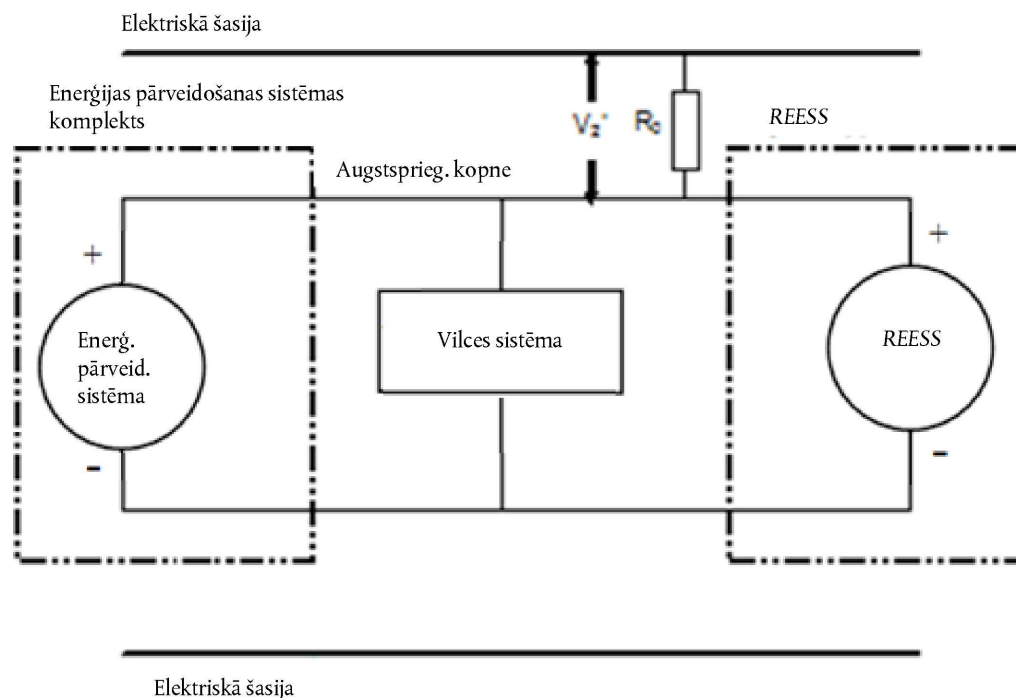 Elektriskā šasija
Enerģijas pārveidošanas sistēmas
komplekts
V₂'
R₀
REESS
Augstsprieg. kopne
+
+
Enerģ.
pārveid.
sistēma
Vilces sistēma
REESS
-
-
Elektriskā šasija